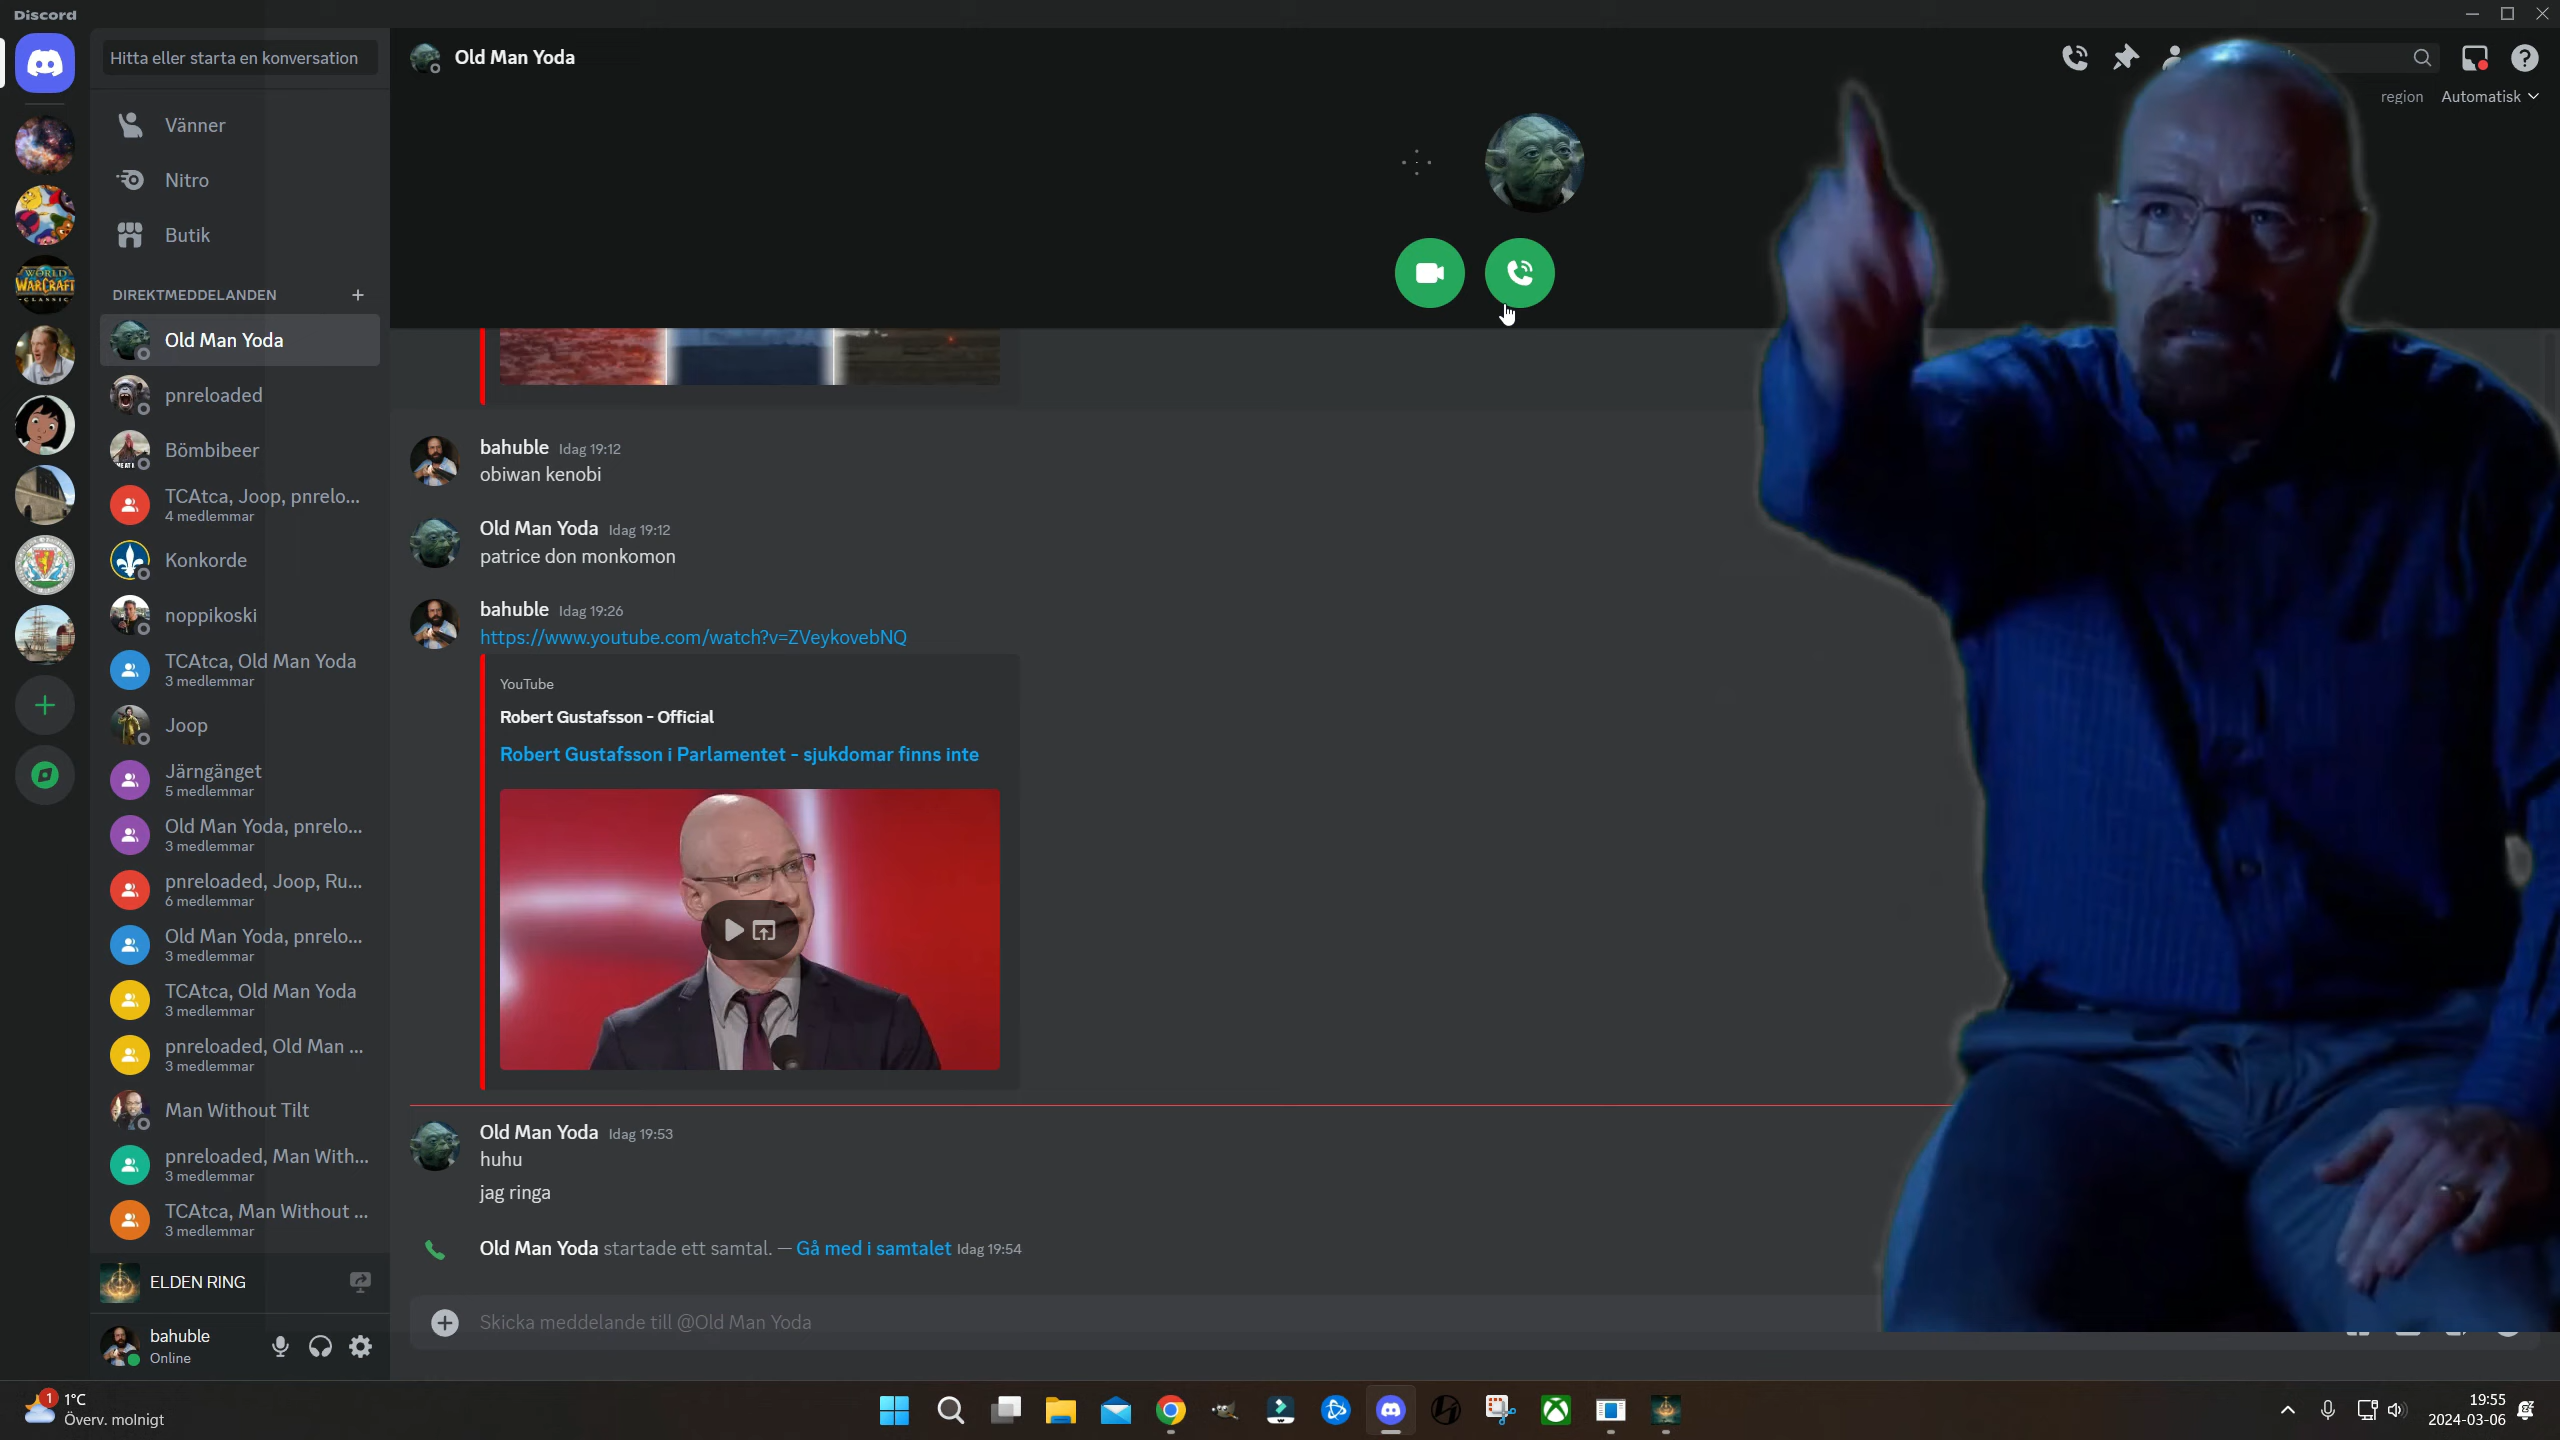 Discord
Hitta eller starta en konversation
Vänner
Nitro
Butik
DIREKTMEDDELANDEN
Old Man Yoda
pnreloaded
Bömbibeer
TCAtca, Joop, pnrelo...
4 medlemmar
Konkorde
noppikoski
TCAtca, Old Man Yoda
3 medlemmar
Joop
Järngänget
5 medlemmar
Old Man Yoda, pnrelo...
3 medlemmar
pnreloaded, Joop, Ru...
6 medlemmar
Old Man Yoda, pnrelo...
3 medlemmar
TCAtca, Old Man Yoda
3 medlemmar
pnreloaded, Old Man ...
3 medlemmar
Man Without Tilt
pnreloaded, Man With...
3 medlemmar
TCAtca, Man Without ...
3 medlemmar
ELDEN RING
bahuble
Online
WORLD
WARCRAFT
CLASSIC
Old Man Yoda
region Automatisk
bahuble Idag 19:12
obiwan kenobi
Old Man Yoda Idag 19:12
patrice don monkomon
bahuble Idag 19:26
https://www.youtube.com/watch?v=ZVeykovebNQ
YouTube
Robert Gustafsson - Official
Robert Gustafsson i Parlamentet - sjukdomar finns inte
Old Man Yoda Idag 19:53
huhu
jag ringa
Old Man Yoda startade ett samtal. — Gå med i samtalet Idag 19:54
Skicka meddelande till @Old Man Yoda
1
1°C
Överv. molnigt
19:55
2024-03-06